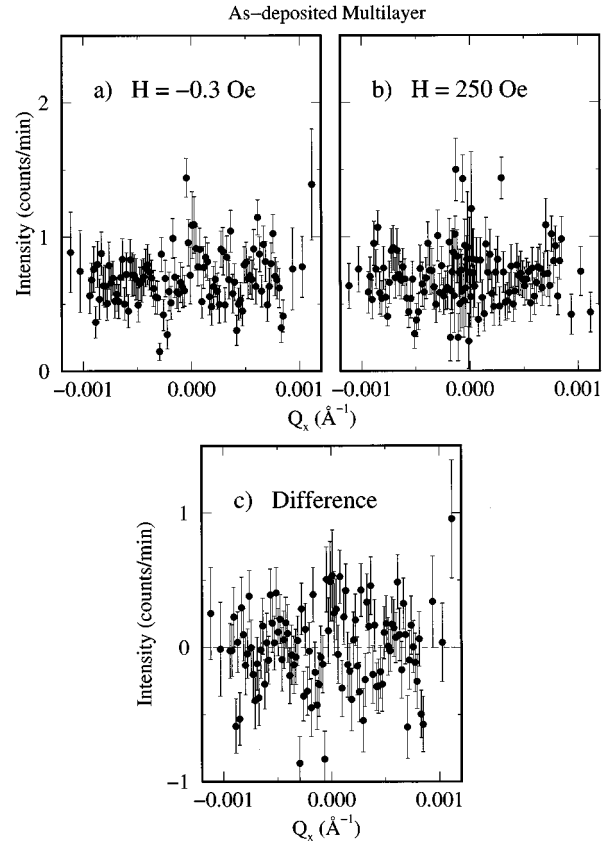 As−deposited Multilayer
a) H = −0.3 Oe
b) H = 250 Oe
Intensity (counts/min)
2
1
0
−0.001 0.000 0.001
−0.001 0.000 0.001
Qx (Å−1)
Qx (Å−1)
c) Difference
Intensity (counts/min)
1
0
−1
−0.001 0.000 0.001
Qx (Å−1)